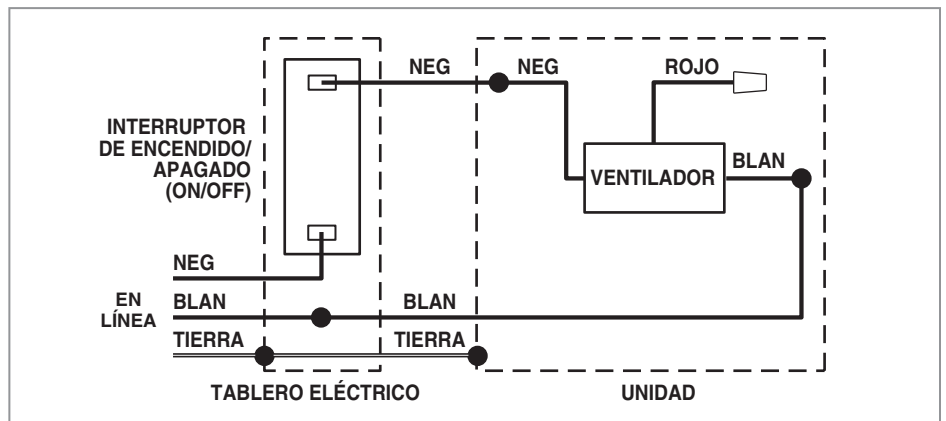 NEG
NEG
ROJO
INTERRUPTOR
DE ENCENDIDO/
APAGADO
(ON/OFF)
VENTILADOR
BLAN
NEG
EN
LÍNEA
BLAN
BLAN
TIERRA
TIERRA
TABLERO ELÉCTRICO
UNIDAD